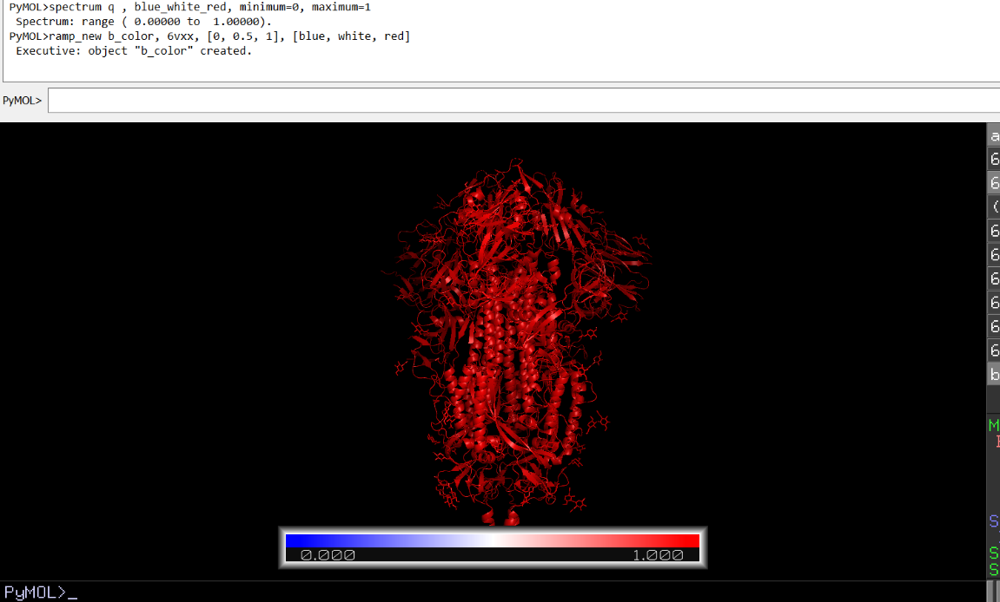 PyMOL>spectrum q , blue_white_red, minimum=0, maximum=1
Spectrum: range ( 0.00000 to  1.00000).
PyMOL>ramp_new b_color, 6vxx, [0, 0.5, 1], [blue, white, red]
Executive: object "b_color" created.
PyMOL>
a
6
6
(
6
6
6
6
6
6
b
M
S
S
S
0.000 1.000
PyMOL>_